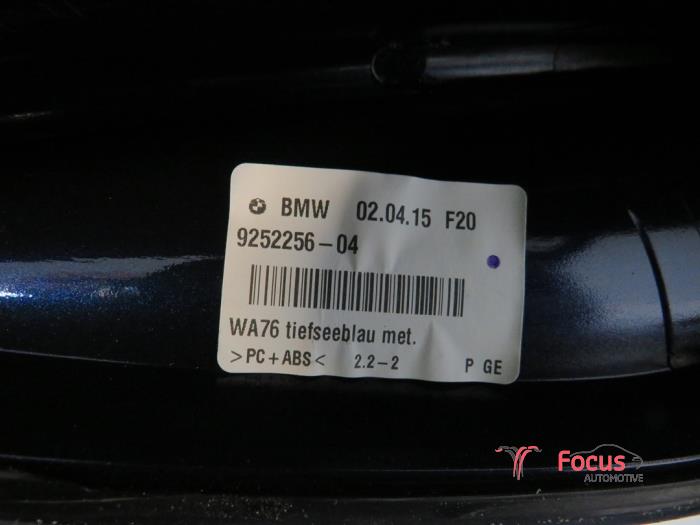 BMW 02.04.15 F20
9252256-04
WA76 tiefseeblau met.
>PC+ABS< 2.2-2 P GE
Focus
AUTOMOTIVE